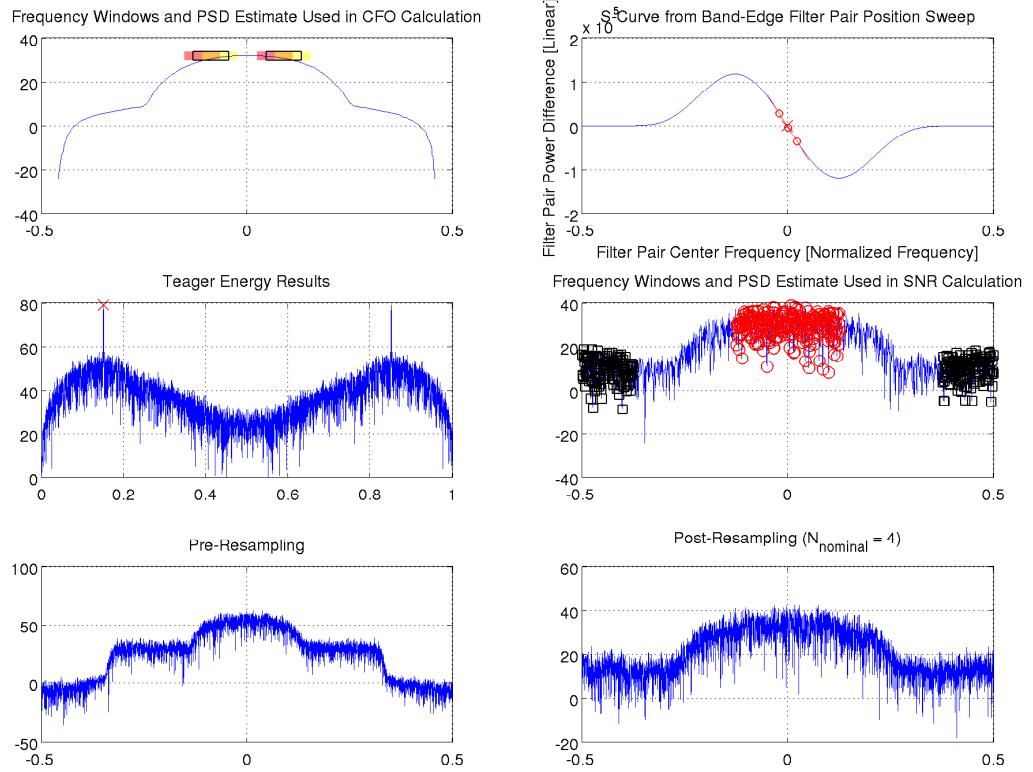 Frequency Windows and PSD Estimate Used in CFO Calculation
40
20
0
-20
-40
-0.5 0 0.5
S-Curve from Band-Edge Filter Pair Position Sweep
x 10^5
2
1
0
-1
-2
-0.5 0 0.5
Filter Pair Power Difference [Linear]
Filter Pair Center Frequency [Normalized Frequency]
Teager Energy Results
80
60
40
20
0
0 0.2 0.4 0.6 0.8 1
Frequency Windows and PSD Estimate Used in SNR Calculation
40
20
0
-20
-40
-0.5 0 0.5
Pre-Resampling
100
50
0
-50
-0.5 0 0.5
Post-Resampling (N_nominal = 4)
60
40
20
0
-20
-0.5 0 0.5